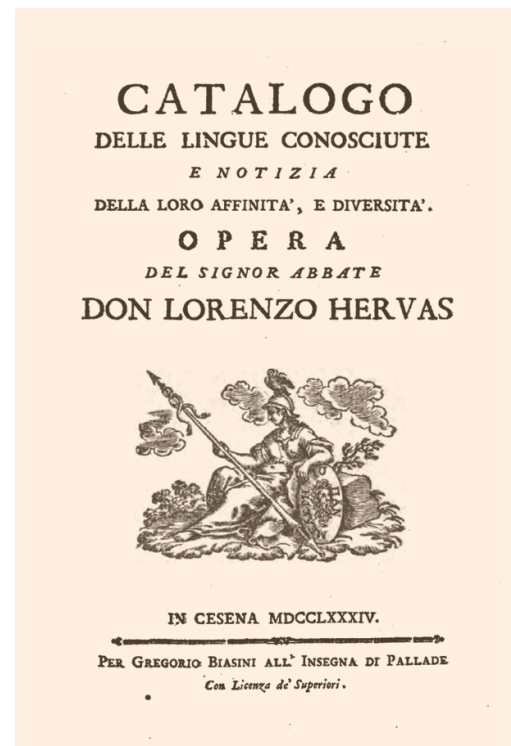 CATALOGO
DELLE LINGUE CONOSCIUTE
E NOTIZIA
DELLA LORO AFFINITA', E DIVERSITA'.
OPERA
DEL SIGNOR ABBATE
DON LORENZO HERVAS
IN CESENA MDCCLXXXIV.
PER GREGORIO BIASINI ALL' INSEGNA DI PALLADE
Con Licenza de' Superiori.